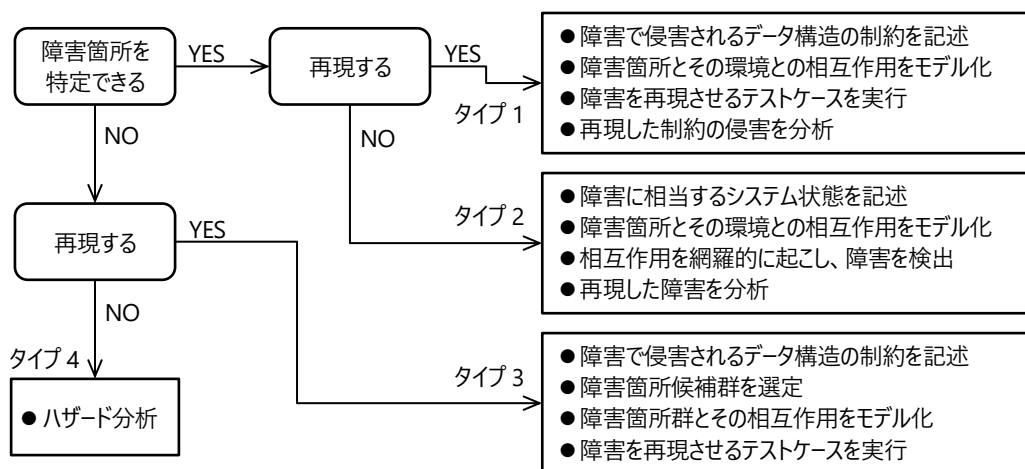 障害箇所を
特定できる
YES
再現する
YES
タイプ 1
● 障害で侵害されるデータ構造の制約を記述
● 障害箇所とその環境との相互作用をモデル化
● 障害を再現させるテストケースを実行
● 再現した制約の侵害を分析
NO
NO
タイプ 2
● 障害に相当するシステム状態を記述
● 障害箇所とその環境との相互作用をモデル化
● 相互作用を網羅的に起こし、障害を検出
● 再現した障害を分析
再現する
YES
NO
タイプ 4
● ハザード分析
タイプ 3
● 障害で侵害されるデータ構造の制約を記述
● 障害箇所候補群を選定
● 障害箇所群とその相互作用をモデル化
● 障害を再現させるテストケースを実行